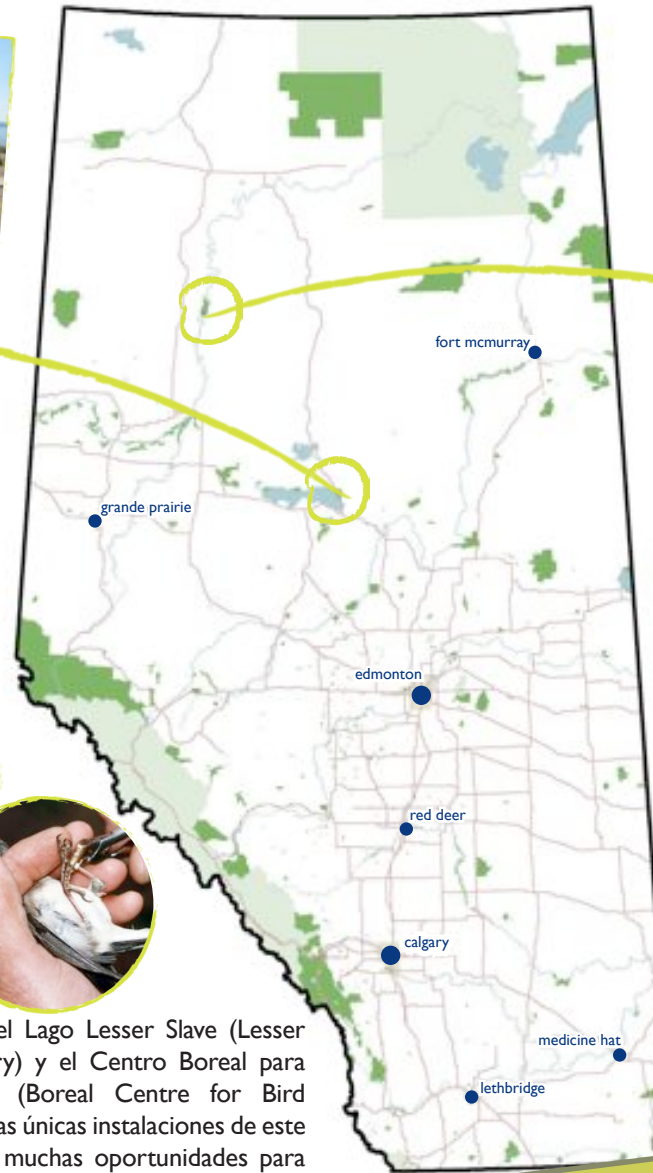 fort mcmurray
grande prairie
edmonton
red deer
calgary
medicine hat
lethbridge
el Lago Lesser Slave (Lesser
ry) y el Centro Boreal para
(Boreal Centre for Bird
as únicas instalaciones de este
muchas oportunidades para